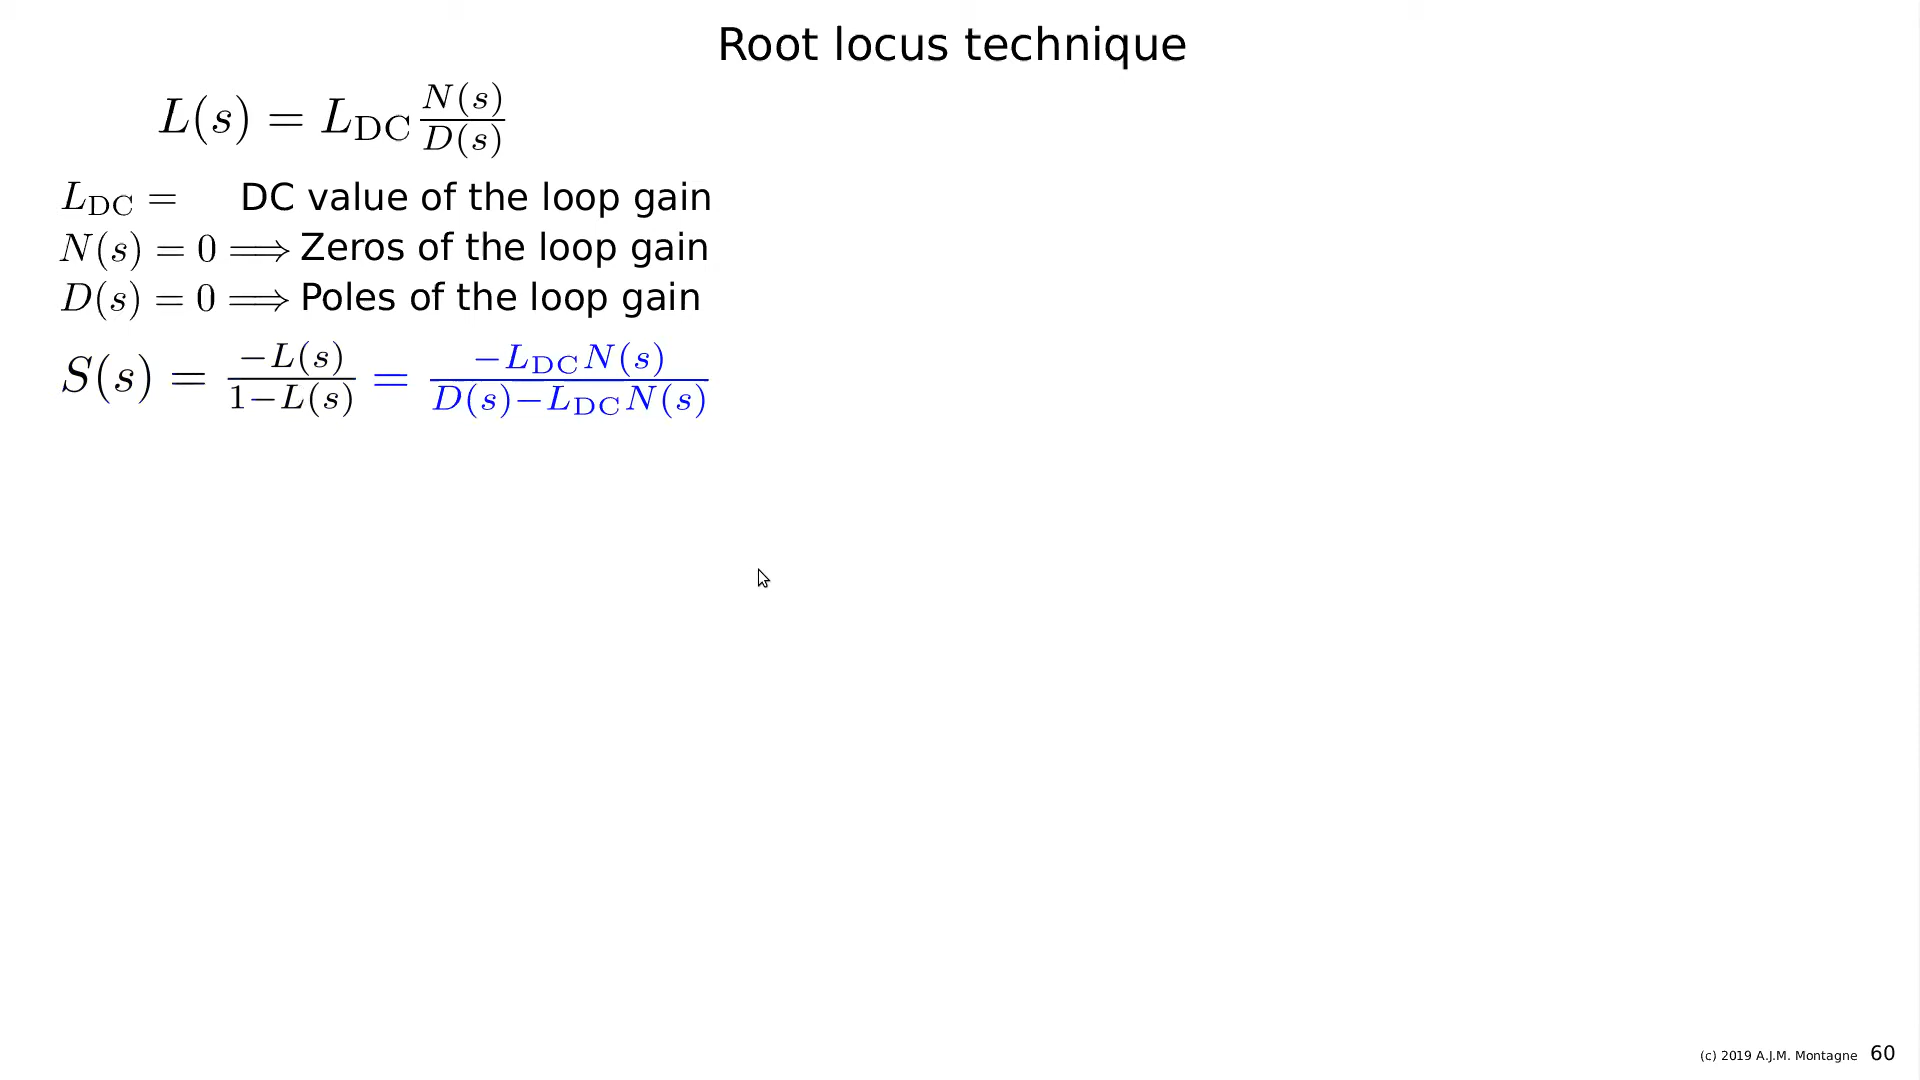 Root locus technique
L(s) = L_DC N(s)/D(s)
L_DC = DC value of the loop gain
N(s) = 0 ⟹ Zeros of the loop gain
D(s) = 0 ⟹ Poles of the loop gain
S(s) = −L(s)/(1−L(s)) = −L_DC N(s)/(D(s)−L_DC N(s))
(c) 2019 A.J.M. Montagne 60